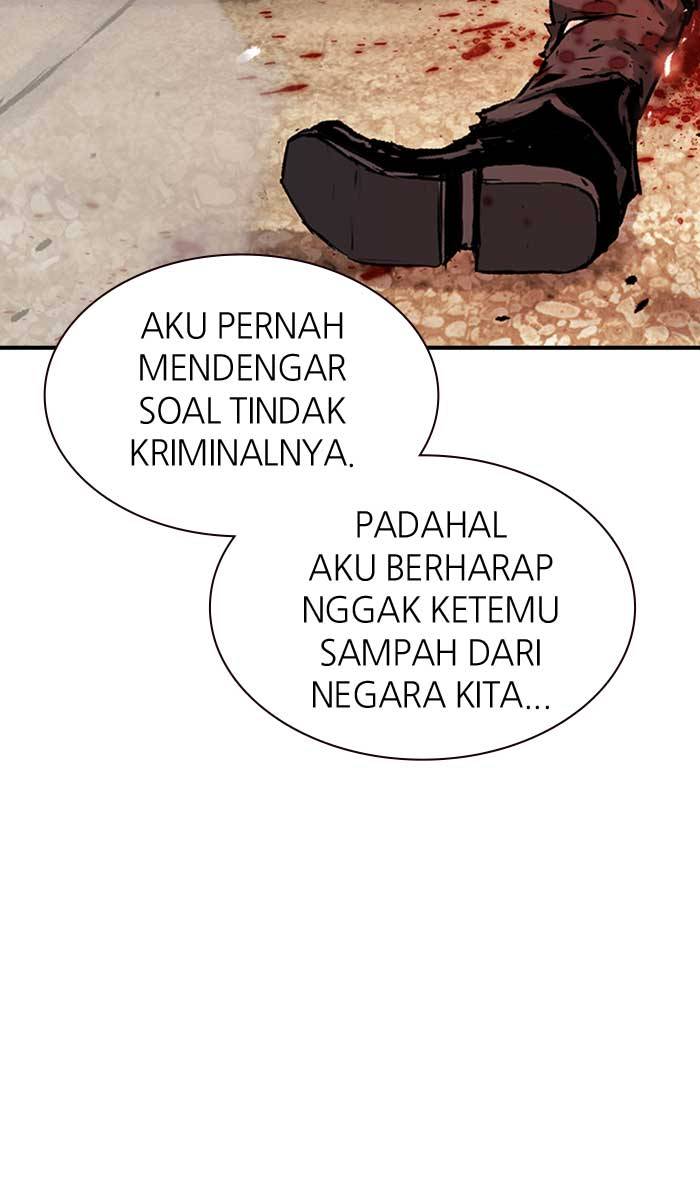 AKU PERNAH
MENDENGAR
SOAL TINDAK
KRIMINALNYA.
PADAHAL
AKU BERHARAP
NGGAK KETEMU
SAMPAH DARI
NEGARA KITA...